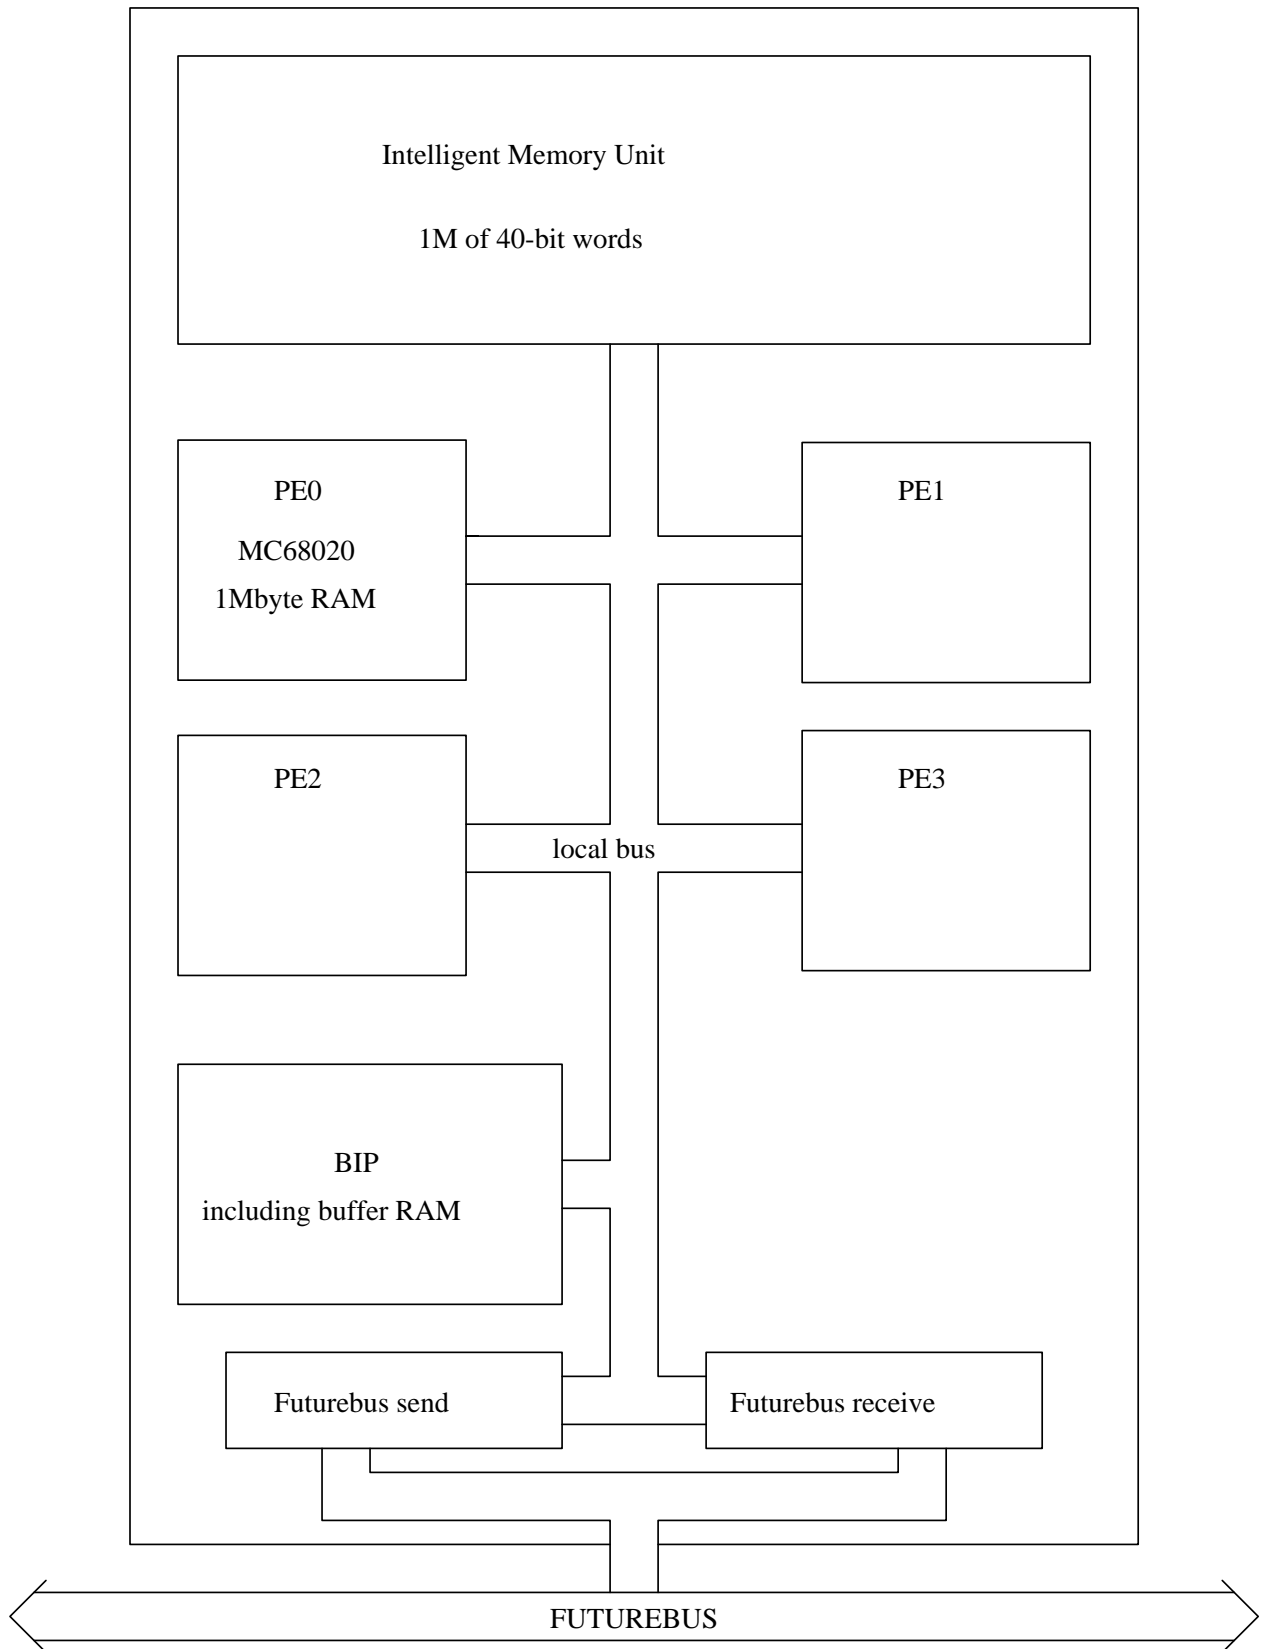 Intelligent Memory Unit
1M of 40-bit words
PE0
MC68020
1Mbyte RAM
PE1
PE2
PE3
local bus
BIP
including buffer RAM
Futurebus send
Futurebus receive
FUTUREBUS